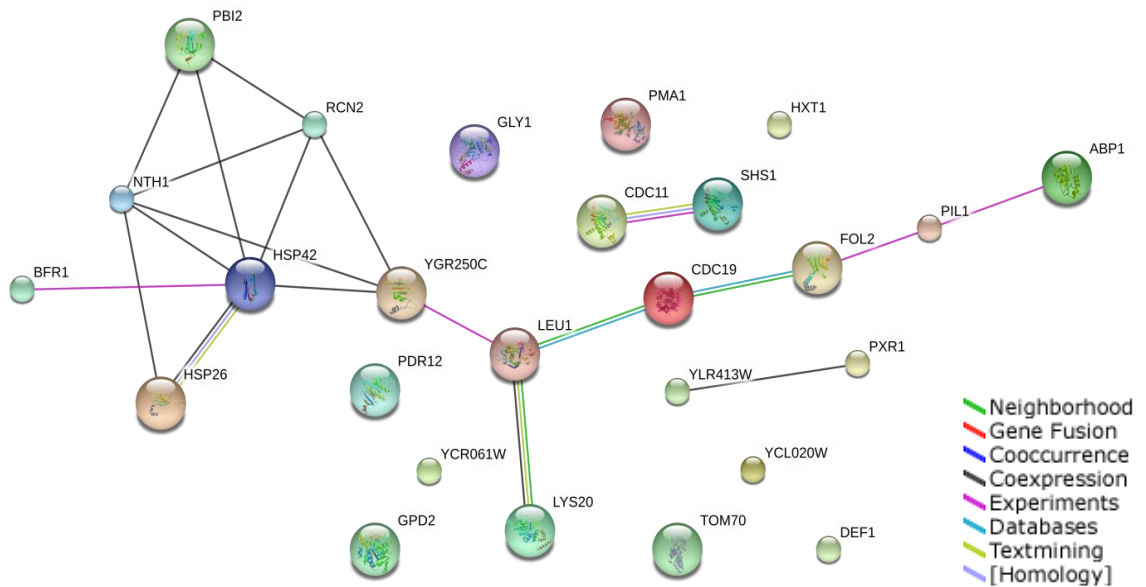 PBI2
RCN2
PMA1
HXT1
GLY1
ABP1
NTH1
CDC11
SHS1
PIL1
HSP42
YGR250C
CDC19
FOL2
BFR1
LEU1
HSP26
PDR12
YLR413W
PXR1
YCR061W
YCL020W
LYS20
GPD2
TOM70
DEF1
Neighborhood
Gene Fusion
Cooccurrence
Coexpression
Experiments
Databases
Textmining
[Homology]